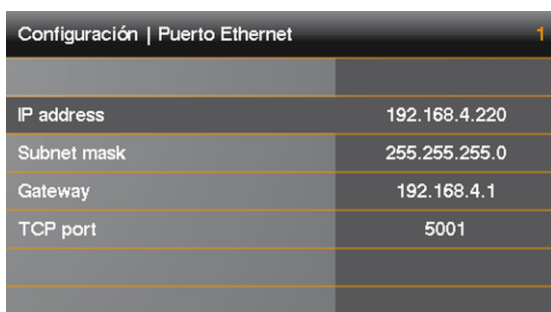 Configuración | Puerto Ethernet 1
IP address 192.168.4.220
Subnet mask 255.255.255.0
Gateway 192.168.4.1
TCP port 5001